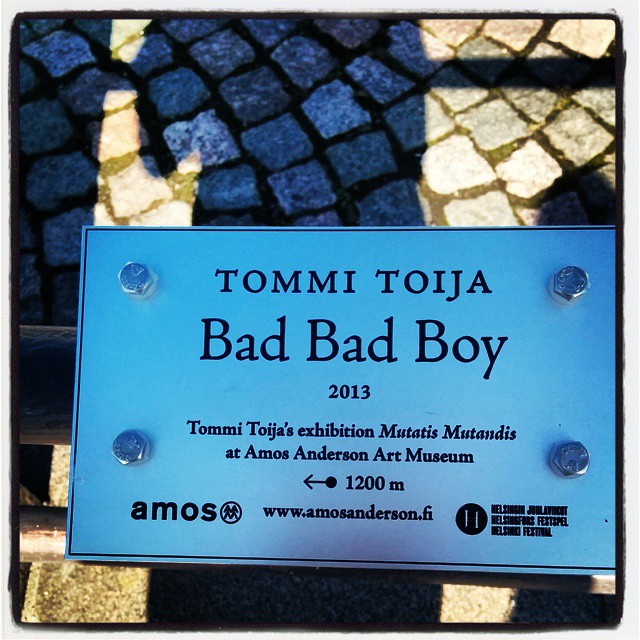 TOMMI TOIJA
Bad Bad Boy
2013
Tommi Toija's exhibition Mutatis Mutandis
at Amos Anderson Art Museum
1200 m
amos
www.amosanderson.fi
HELSINGIN JUHLAVIIKOT
HELSINGFORS FESTSPEL
HELSINKI FESTIVAL